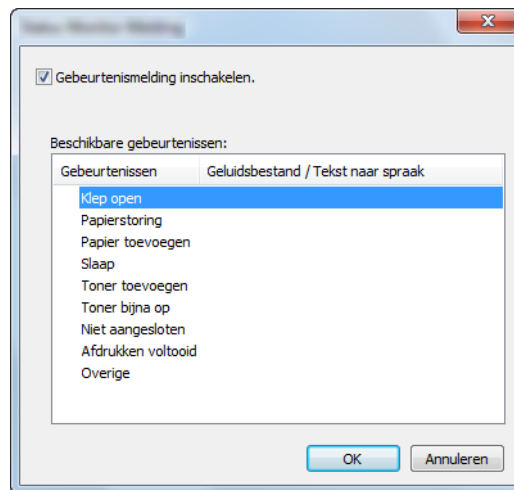 Gebeurtenismelding inschakelen.
Beschikbare gebeurtenissen:
Gebeurtenissen Geluidsbestand / Tekst naar spraak
Klep open
Papierstoring
Papier toevoegen
Slaap
Toner toevoegen
Toner bijna op
Niet aangesloten
Afdrukken voltooid
Overige
OK Annuleren